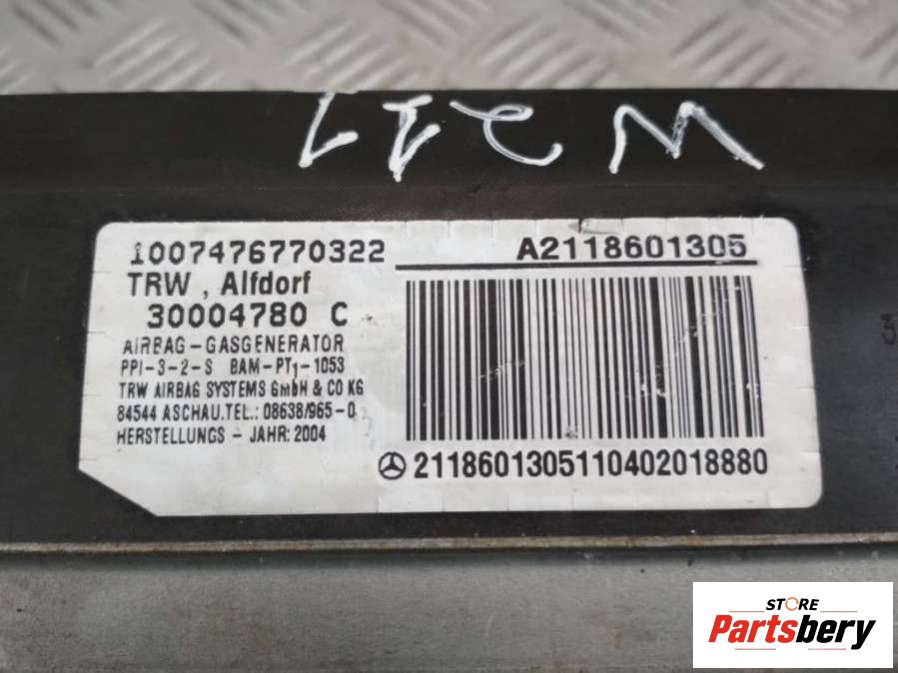 W 211
1007476770322
A2118601305
TRW , Alfdorf
30004780 C
AIRBAG-GASGENERATOR
PPI-3-2-S BAM-PT1-1053
TRW AIRBAG SYSTEMS GmbH & CO KG
84544 ASCHAU.TEL.: 08638/965-0
HERSTELLUNGS - JAHR: 2004
2118601305110402018880
STORE
Partsbery